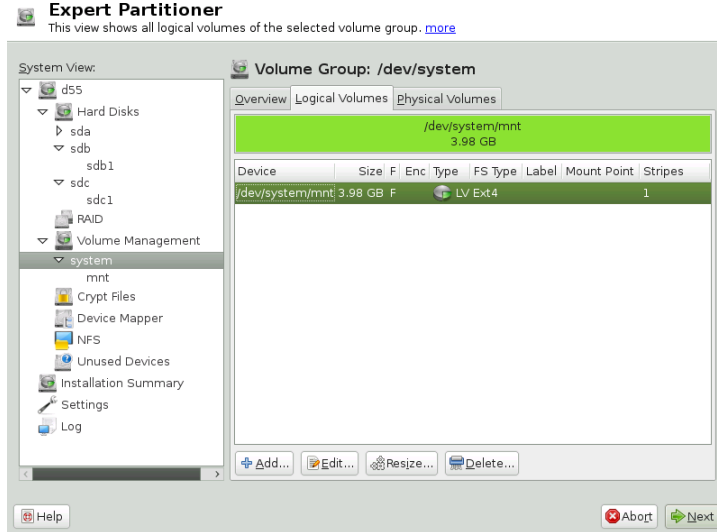 Expert Partitioner
This view shows all logical volumes of the selected volume group. more
System View:
d55
Hard Disks
sda
sdb
sdb1
sdc
sdc1
RAID
Volume Management
system
mnt
Crypt Files
Device Mapper
NFS
Unused Devices
Installation Summary
Settings
Log
Volume Group: /dev/system
Overview Logical Volumes Physical Volumes
/dev/system/mnt
3.98 GB
Device Size F Enc Type FS Type Label Mount Point Stripes
/dev/system/mnt 3.98 GB F LV Ext4 1
Add... Edit... Resize... Delete...
Help Abort Next